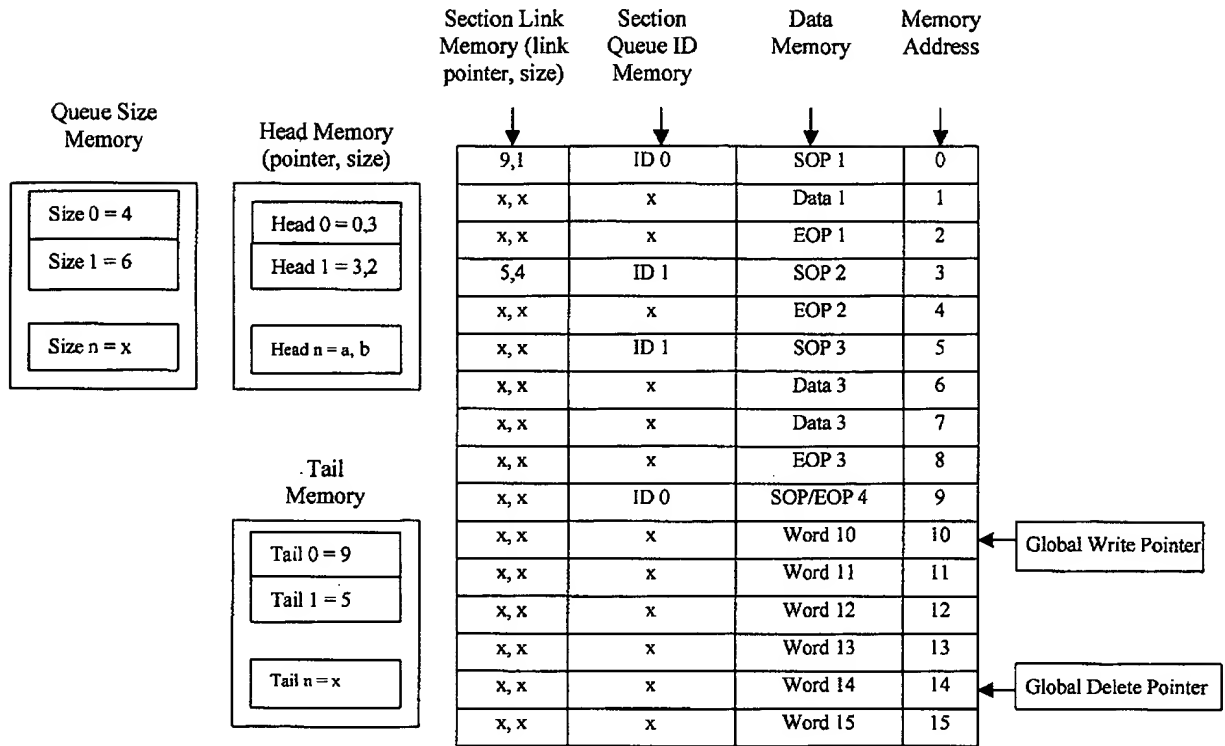 Section Link Memory (link pointer, size)
Section Queue ID Memory
Data Memory
Memory Address
Queue Size Memory
Size 0 = 4
Size 1 = 6
Size n = x
Head Memory (pointer, size)
Head 0 = 0,3
Head 1 = 3,2
Head n = a, b
Tail Memory
Tail 0 = 9
Tail 1 = 5
Tail n = x
9,1 ID 0 SOP 1 0
x, x x Data 1 1
x, x x EOP 1 2
5,4 ID 1 SOP 2 3
x, x x EOP 2 4
x, x ID 1 SOP 3 5
x, x x Data 3 6
x, x x Data 3 7
x, x x EOP 3 8
x, x ID 0 SOP/EOP 4 9
x, x x Word 10 10
x, x x Word 11 11
x, x x Word 12 12
x, x x Word 13 13
x, x x Word 14 14
x, x x Word 15 15
Global Write Pointer
Global Delete Pointer